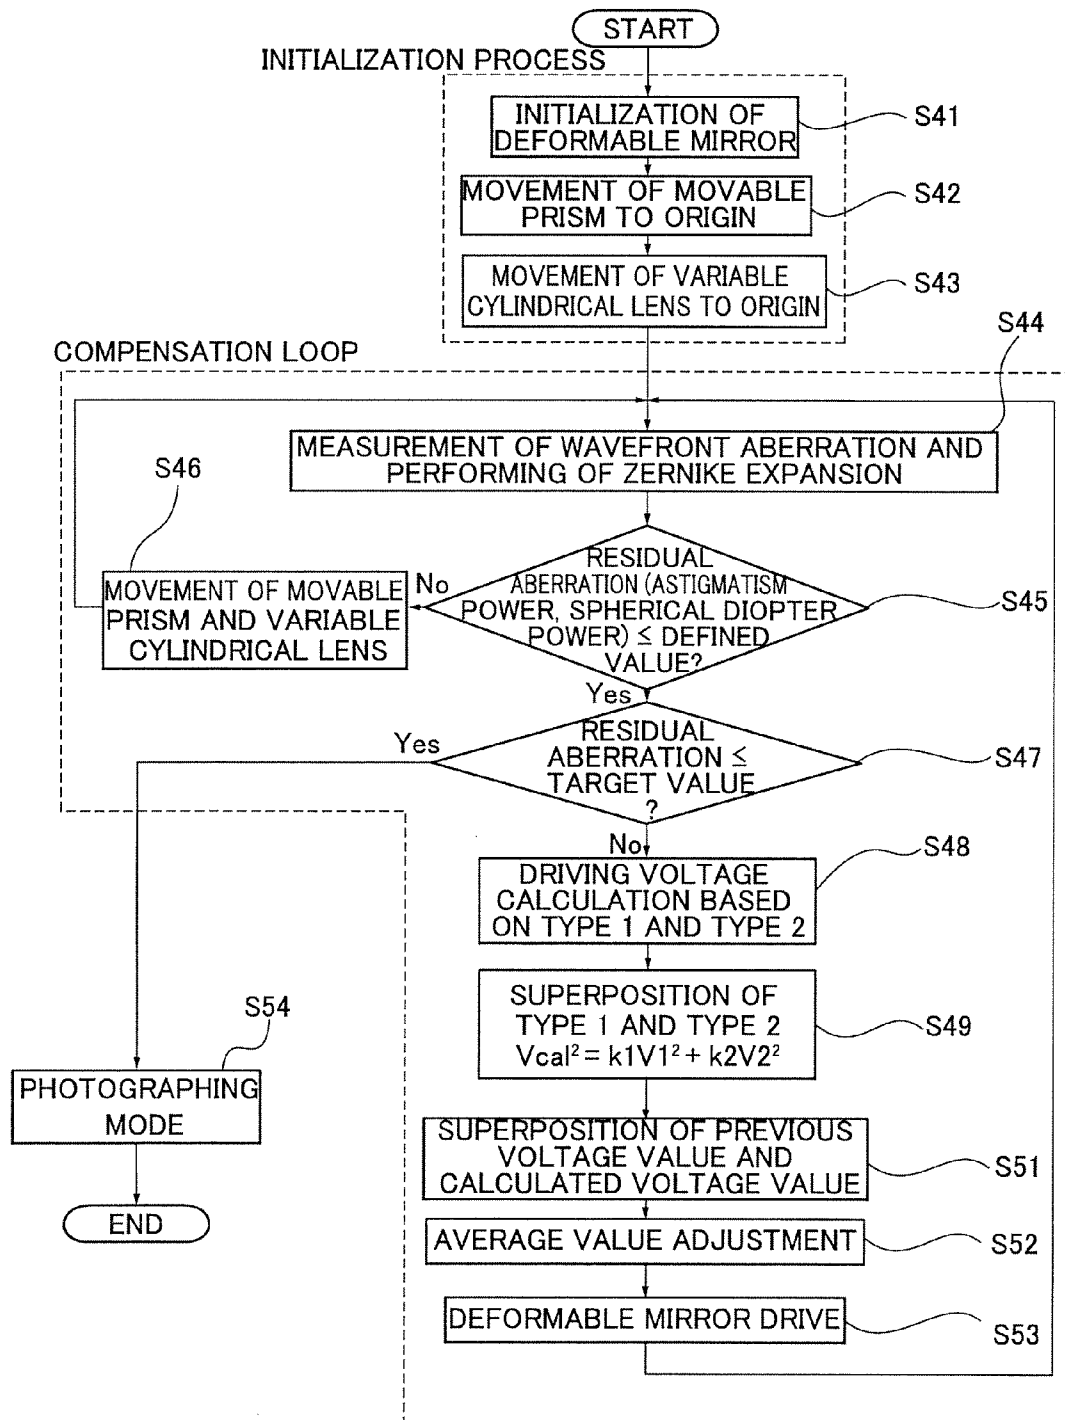 START
INITIALIZATION PROCESS
INITIALIZATION OF
DEFORMABLE MIRROR
S41
MOVEMENT OF MOVABLE
PRISM TO ORIGIN
S42
MOVEMENT OF VARIABLE
CYLINDRICAL LENS TO ORIGIN
S43
S44
COMPENSATION LOOP
MEASUREMENT OF WAVEFRONT ABERRATION AND
PERFORMING OF ZERNIKE EXPANSION
S46
MOVEMENT OF MOVABLE
PRISM AND VARIABLE
CYLINDRICAL LENS
No
RESIDUAL
ABERRATION (ASTIGMATISM
POWER, SPHERICAL DIOPTER
POWER) ≤ DEFINED
VALUE?
S45
Yes
Yes
RESIDUAL
ABERRATION ≤
TARGET VALUE
?
S47
No
DRIVING VOLTAGE
CALCULATION BASED
ON TYPE 1 AND TYPE 2
S48
SUPERPOSITION OF
TYPE 1 AND TYPE 2
Vcal² = k1V1² + k2V2²
S49
S54
PHOTOGRAPHING
MODE
END
SUPERPOSITION OF PREVIOUS
VOLTAGE VALUE AND
CALCULATED VOLTAGE VALUE
S51
AVERAGE VALUE ADJUSTMENT
S52
DEFORMABLE MIRROR DRIVE
S53